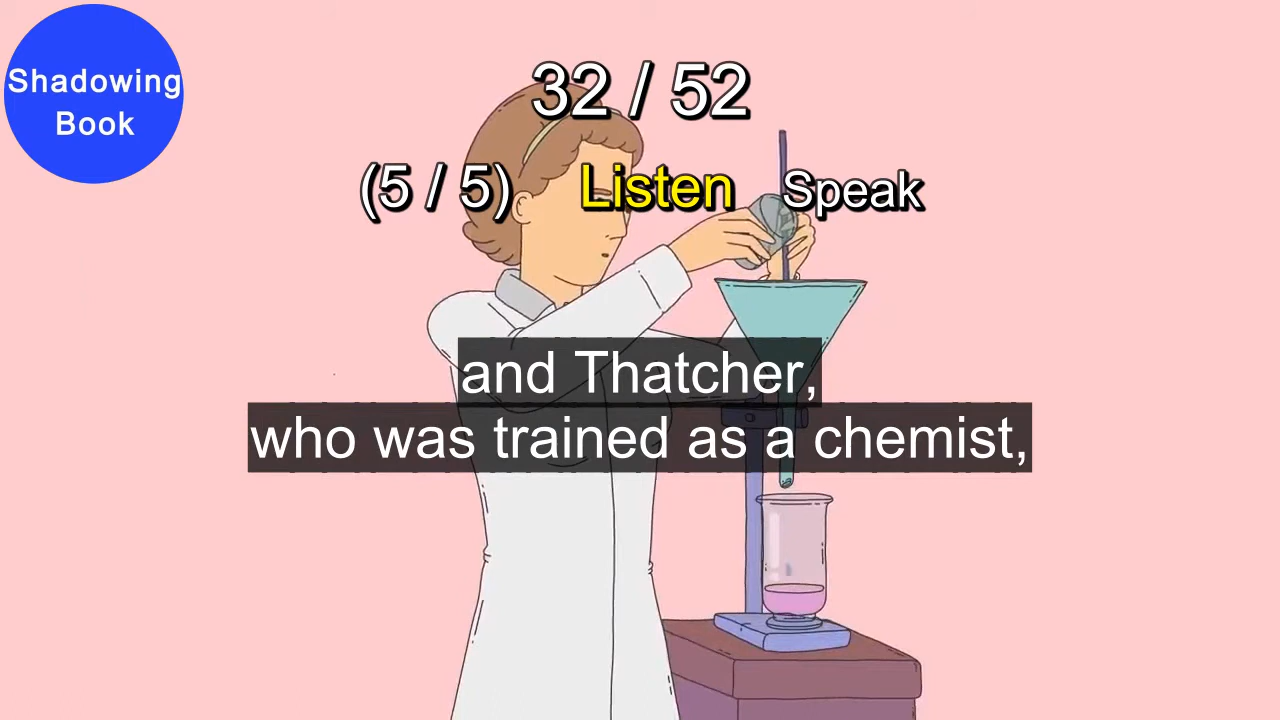 Shadowing
Book
32 / 52
(5 / 5) Listen Speak
and Thatcher,
who was trained as a chemist,